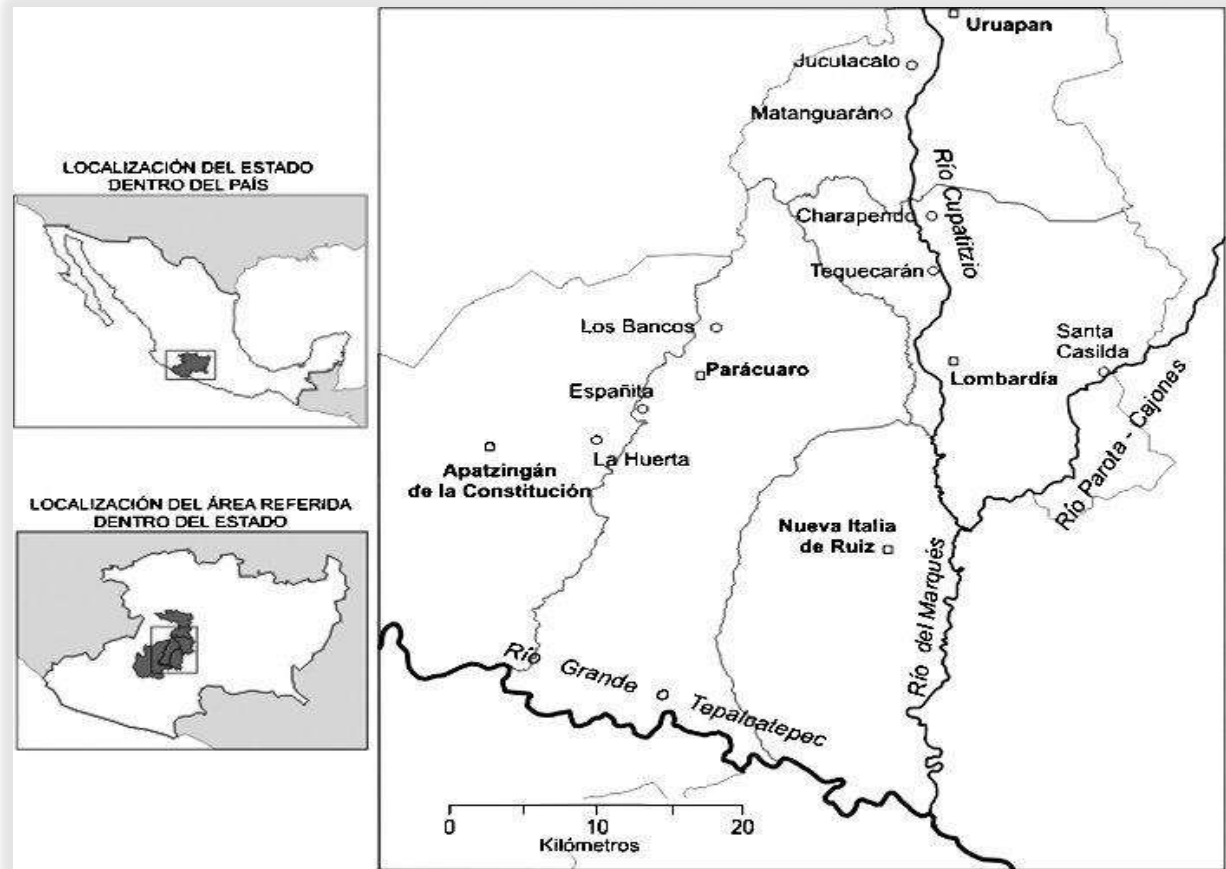 LOCALIZACIÓN DEL ESTADO
DENTRO DEL PAÍS
LOCALIZACIÓN DEL ÁREA REFERIDA
DENTRO DEL ESTADO
Uruapan
Jucutacato
Matanguarán
Río Cupatitzio
Charapendo
Tequecarán
Los Bancos
Santa
Casilda
Parácuaro
Lombardía
Españita
La Huerta
Apatzingán
de la Constitución
Río Parota - Cajones
Nueva Italia
de Ruiz
Río del Marqués
Río Grande Tepalcatepec
0 10 20
Kilómetros